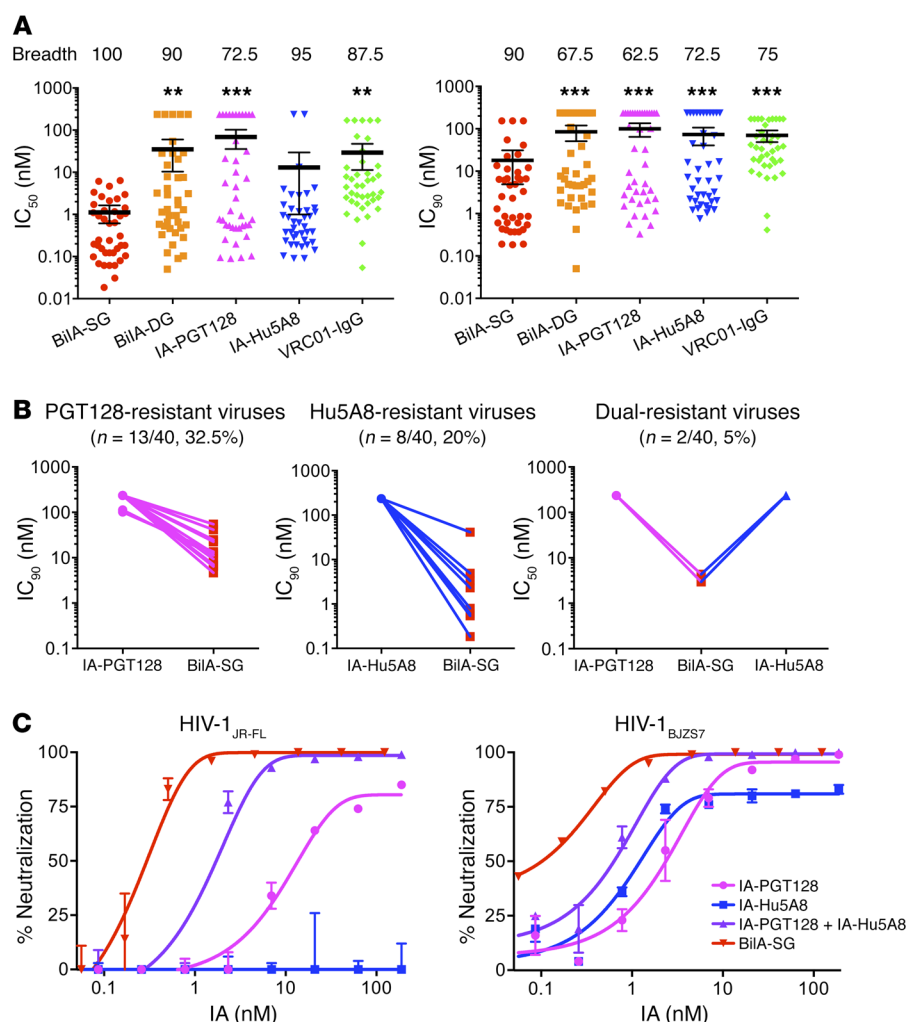 A
Breadth 100 90 72.5 95 87.5
90 67.5 62.5 72.5 75
** *** **
*** *** *** ***
IC50 (nM)
1000
100
10
1
0.1
0.01
BiIA-SG BiIA-DG IA-PGT128 IA-Hu5A8 VRC01-IgG
IC90 (nM)
1000
100
10
1
0.1
0.01
BiIA-SG BiIA-DG IA-PGT128 IA-Hu5A8 VRC01-IgG
B
PGT128-resistant viruses
(n = 13/40, 32.5%)
IC90 (nM)
1000
100
10
1
0.1
IA-PGT128 BiIA-SG
Hu5A8-resistant viruses
(n = 8/40, 20%)
IC90 (nM)
1000
100
10
1
0.1
IA-Hu5A8 BiIA-SG
Dual-resistant viruses
(n = 2/40, 5%)
IC50 (nM)
1000
100
10
1
0.1
IA-PGT128 BiIA-SG IA-Hu5A8
C
HIV-1JR-FL
% Neutralization
100
75
50
25
0
0.1 1 10 100
IA (nM)
HIV-1BJZS7
% Neutralization
100
75
50
25
0
IA-PGT128
IA-Hu5A8
IA-PGT128 + IA-Hu5A8
BiIA-SG
0.1 1 10 100
IA (nM)